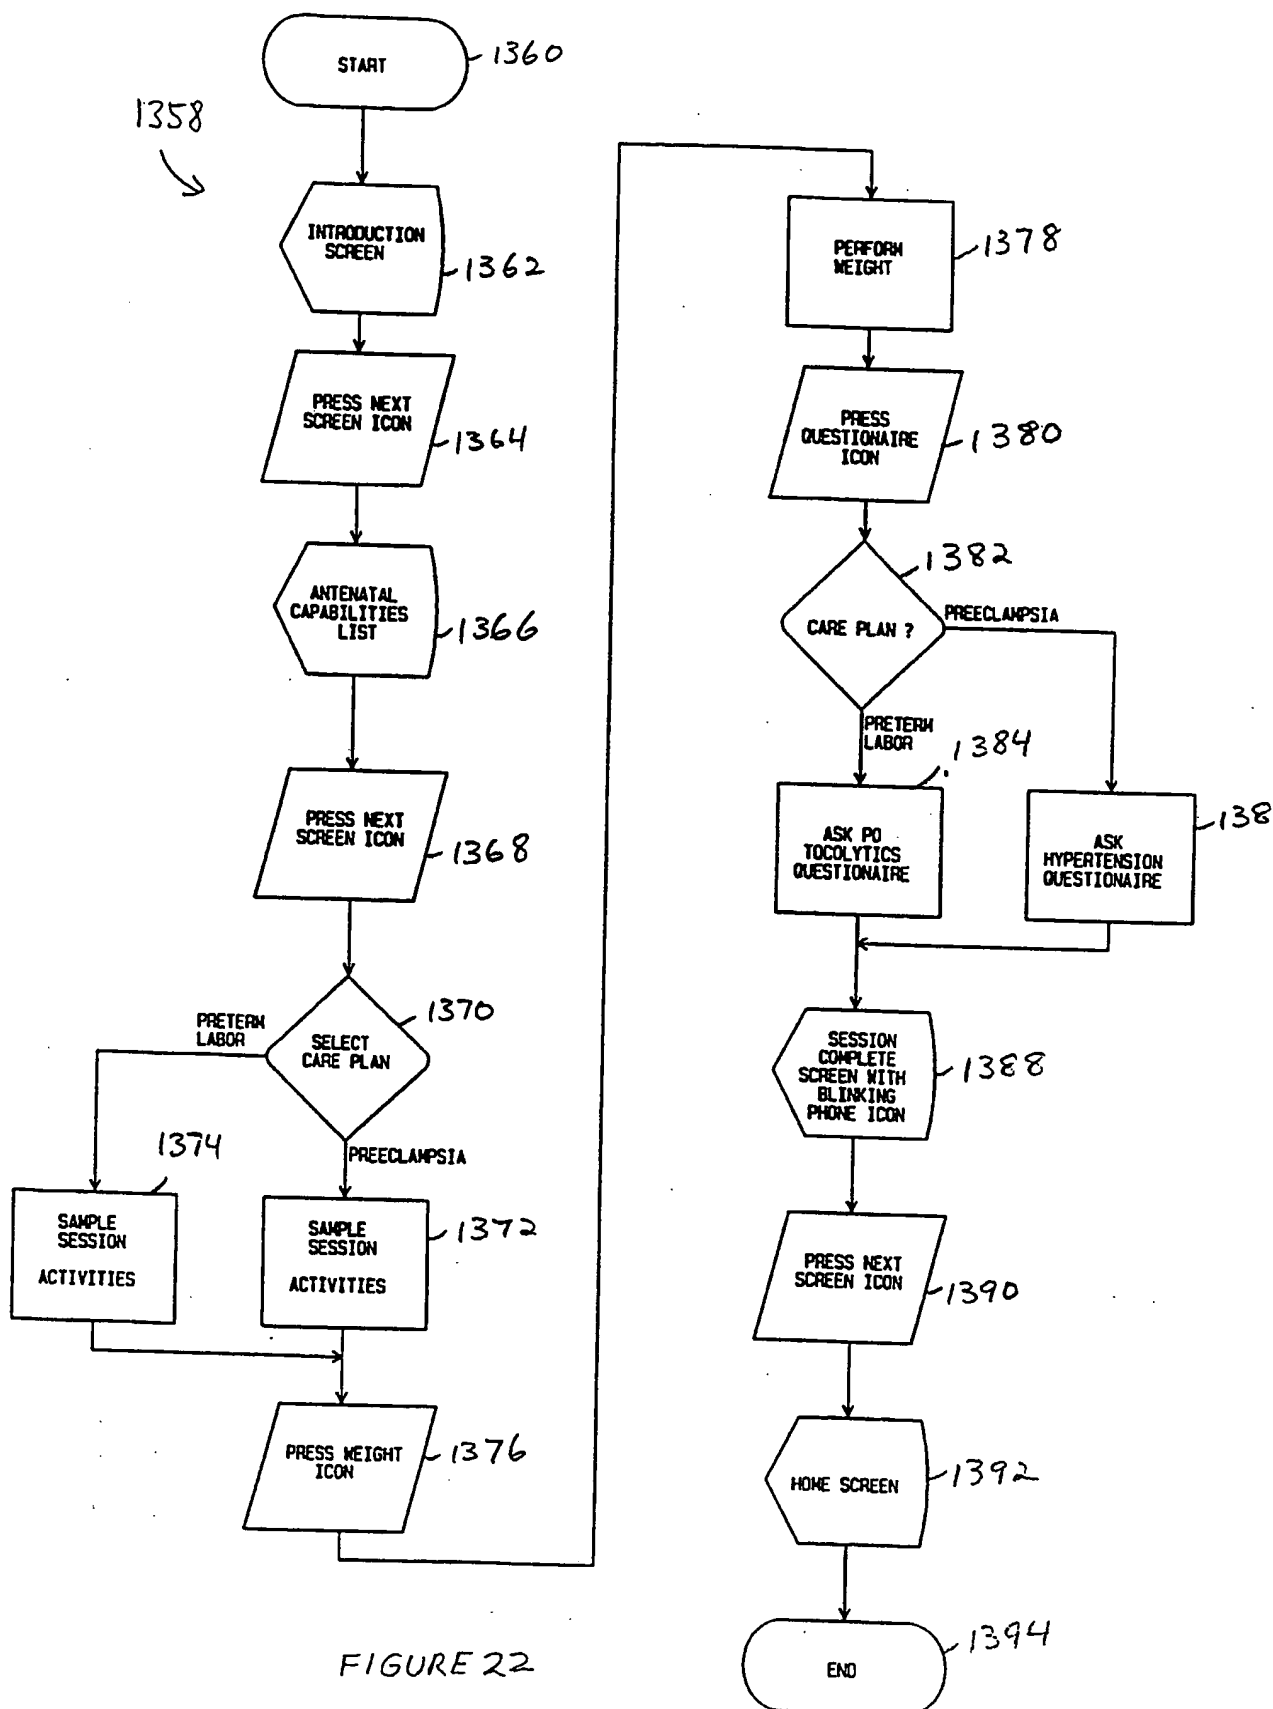 START
1360
1358
INTRODUCTION
SCREEN
1362
PRESS NEXT
SCREEN ICON
1364
ANTENATAL
CAPABILITIES
LIST
1366
PRESS NEXT
SCREEN ICON
1368
SELECT
CARE PLAN
1370
PRETERM
LABOR
PREECLAMPSIA
1374
SAMPLE
SESSION
ACTIVITIES
SAMPLE
SESSION
ACTIVITIES
1372
PRESS WEIGHT
ICON
1376
PERFORM
WEIGHT
1378
PRESS
QUESTIONAIRE
ICON
1380
CARE PLAN ?
1382
PREECLAMPSIA
PRETERM
LABOR
1384
ASK PO
TOCOLYTICS
QUESTIONAIRE
138
ASK
HYPERTENSION
QUESTIONAIRE
SESSION
COMPLETE
SCREEN WITH
BLINKING
PHONE ICON
1388
PRESS NEXT
SCREEN ICON
1390
HOME SCREEN
1392
END
1394
FIGURE 22